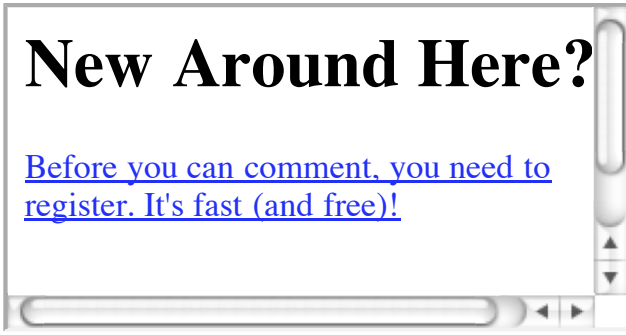 New Around Here?
Before you can comment, you need to
register. It's fast (and free)!